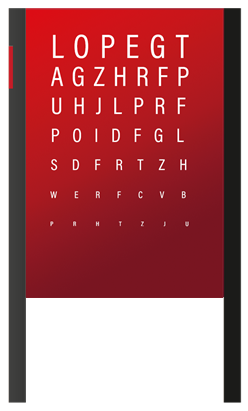 LOPEGT
AGZHRFP
UHJLPRF
POIDFGL
SDFRTZH
WERFCVB
PRHTZJU